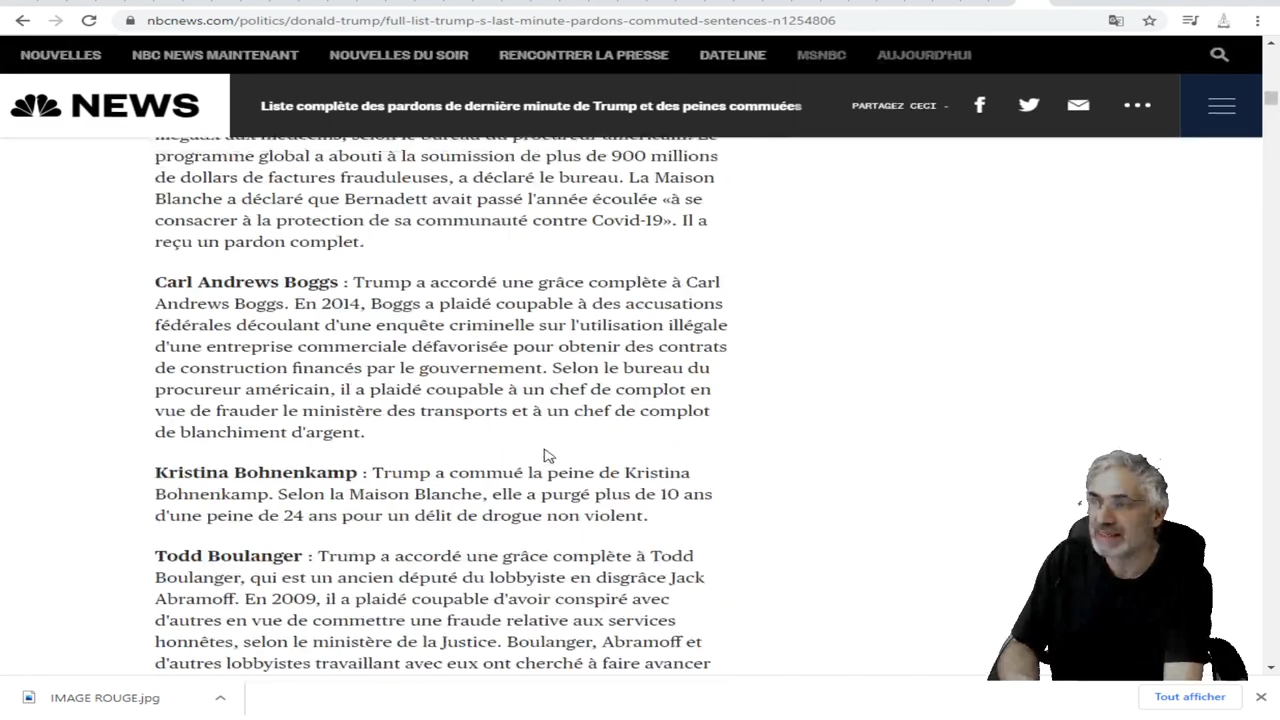 nbcnews.com/politics/donald-trump/full-list-trump-s-last-minute-pardons-commuted-sentences-n1254806
NOUVELLES NBC NEWS MAINTENANT NOUVELLES DU SOIR RENCONTRER LA PRESSE DATELINE MSNBC AUJOURD'HUI
NEWS Liste complète des pardons de dernière minute de Trump et des peines commuées PARTAGEZ CECI -
illégaux aux médecins, selon le bureau du procureur américain. Le
programme global a abouti à la soumission de plus de 900 millions
de dollars de factures frauduleuses, a déclaré le bureau. La Maison
Blanche a déclaré que Bernadett avait passé l'année écoulée «à se
consacrer à la protection de sa communauté contre Covid-19». Il a
reçu un pardon complet.
Carl Andrews Boggs : Trump a accordé une grâce complète à Carl
Andrews Boggs. En 2014, Boggs a plaidé coupable à des accusations
fédérales découlant d'une enquête criminelle sur l'utilisation illégale
d'une entreprise commerciale défavorisée pour obtenir des contrats
de construction financés par le gouvernement. Selon le bureau du
procureur américain, il a plaidé coupable à un chef de complot en
vue de frauder le ministère des transports et à un chef de complot
de blanchiment d'argent.
Kristina Bohnenkamp : Trump a commué la peine de Kristina
Bohnenkamp. Selon la Maison Blanche, elle a purgé plus de 10 ans
d'une peine de 24 ans pour un délit de drogue non violent.
Todd Boulanger : Trump a accordé une grâce complète à Todd
Boulanger, qui est un ancien député du lobbyiste en disgrâce Jack
Abramoff. En 2009, il a plaidé coupable d'avoir conspiré avec
d'autres en vue de commettre une fraude relative aux services
honnêtes, selon le ministère de la Justice. Boulanger, Abramoff et
d'autres lobbyistes travaillant avec eux ont cherché à faire avancer
IMAGE ROUGE.jpg
Tout afficher